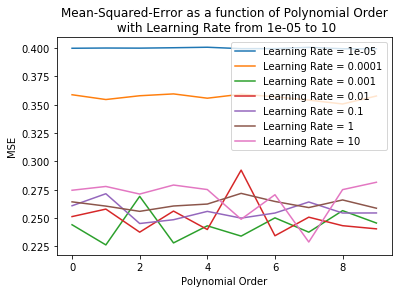 Mean-Squared-Error as a function of Polynomial Order
with Learning Rate from 1e-05 to 10
0.400
0.375
0.350
0.325
0.300
0.275
0.250
0.225
MSE
Learning Rate = 1e-05
Learning Rate = 0.0001
Learning Rate = 0.001
Learning Rate = 0.01
Learning Rate = 0.1
Learning Rate = 1
Learning Rate = 10
0 2 4 6 8
Polynomial Order